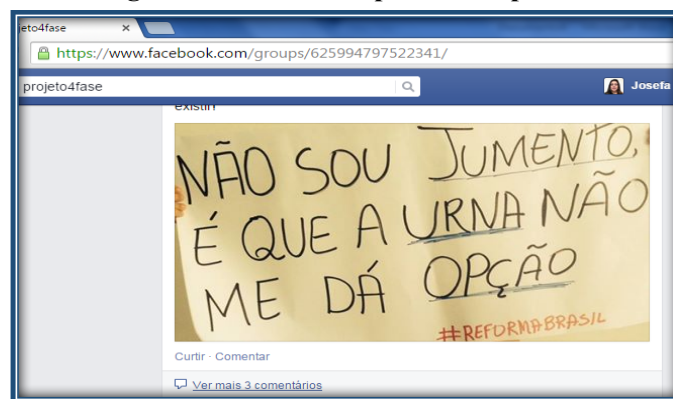 jeto4fase ×
https://www.facebook.com/groups/625994797522341/
projeto4fase
Josefa
existir!
NÃO SOU JUMENTO,
É QUE A URNA NÃO
ME DÁ OPÇÃO
#REFORMABRASIL
Curtir · Comentar
Ver mais 3 comentários